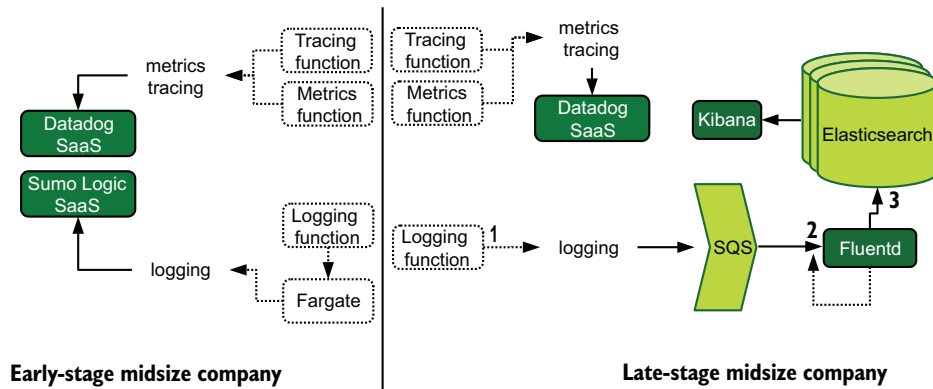 metrics
tracing
Tracing
function
Metrics
function
Datadog
SaaS
Sumo Logic
SaaS
Logging
function
logging
Fargate
Early-stage midsize company
Tracing
function
Metrics
function
metrics
tracing
Datadog
SaaS
Kibana
Elasticsearch
3
Logging
function
1
logging
SQS
2
Fluentd
Late-stage midsize company